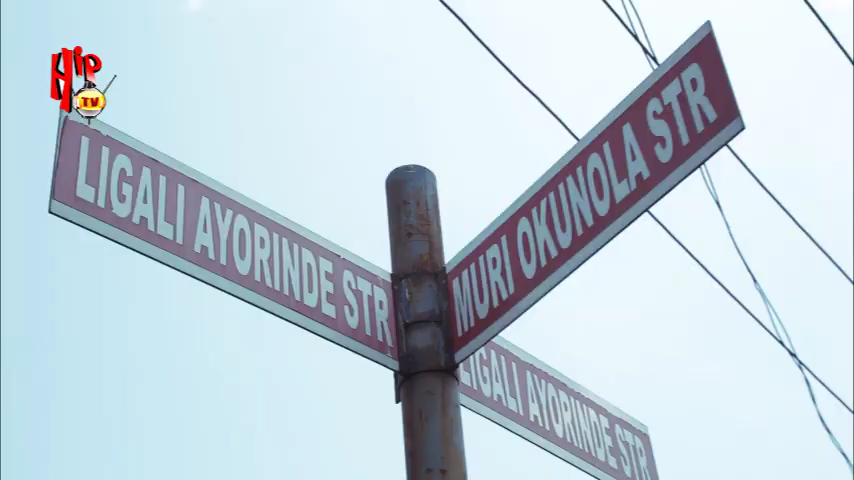 Hip
TV
LIGALI AYORINDE STR
MURI OKUNOLA STR
LIGALI AYORINDE STR